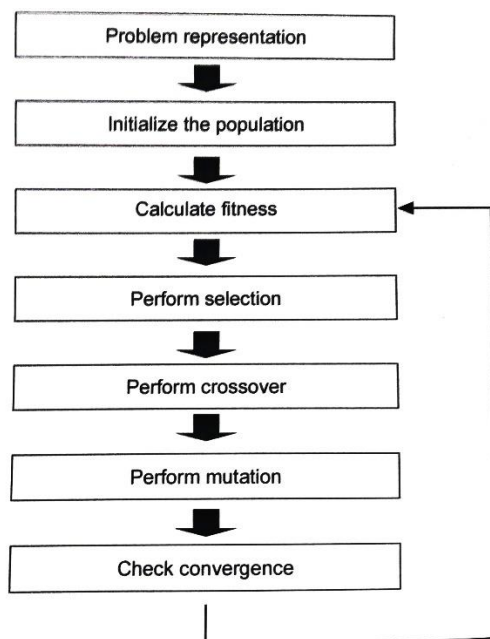 Problem representation
Initialize the population
Calculate fitness
Perform selection
Perform crossover
Perform mutation
Check convergence